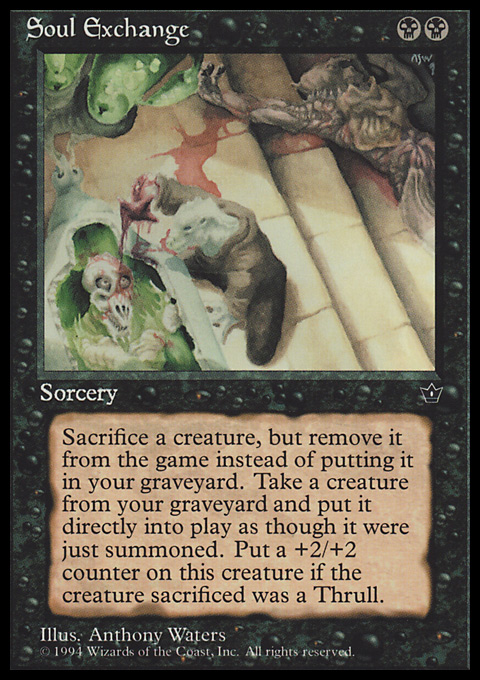 Soul Exchange
Sorcery
Sacrifice a creature, but remove it
from the game instead of putting it
in your graveyard. Take a creature
from your graveyard and put it
directly into play as though it were
just summoned. Put a +2/+2
counter on this creature if the
creature sacrificed was a Thrull.
Illus. Anthony Waters
© 1994 Wizards of the Coast, Inc. All rights reserved.